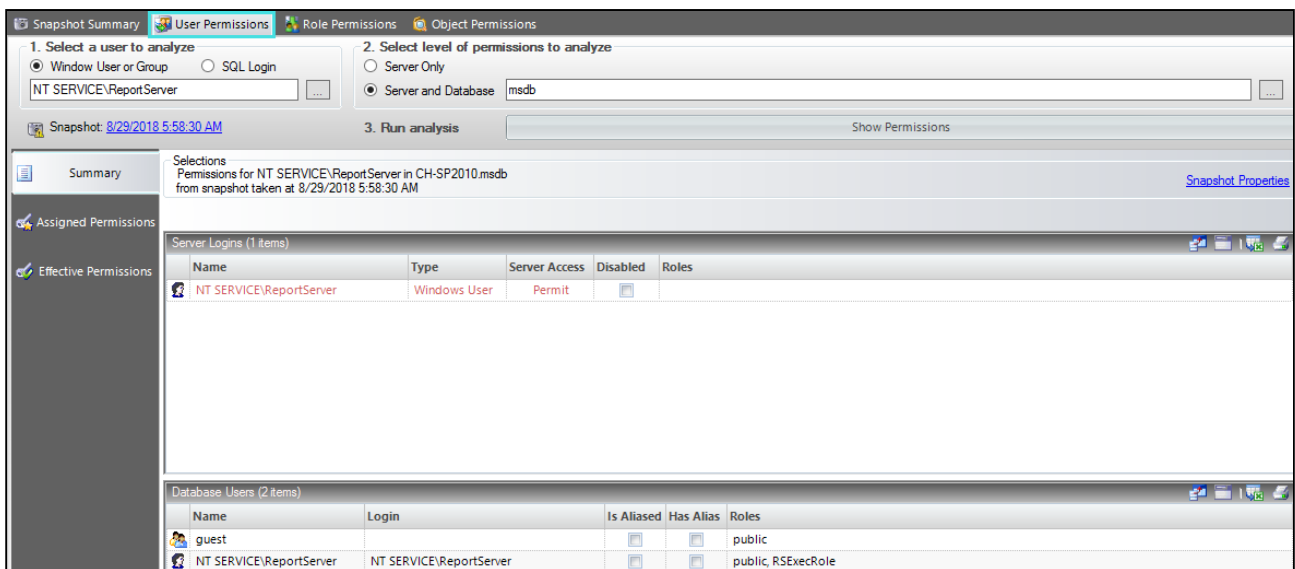 Snapshot Summary User Permissions Role Permissions Object Permissions
1. Select a user to analyze
Window User or Group SQL Login
NT SERVICE\ReportServer ...
2. Select level of permissions to analyze
Server Only
Server and Database msdb ...
Snapshot: 8/29/2018 5:58:30 AM
3. Run analysis Show Permissions
Summary
Assigned Permissions
Effective Permissions
Selections
Permissions for NT SERVICE\ReportServer in CH-SP2010.msdb
from snapshot taken at 8/29/2018 5:58:30 AM
Snapshot Properties
Server Logins (1 items)
Name Type Server Access Disabled Roles
NT SERVICE\ReportServer Windows User Permit
Database Users (2 items)
Name Login Is Aliased Has Alias Roles
guest public
NT SERVICE\ReportServer NT SERVICE\ReportServer public, RSExecRole